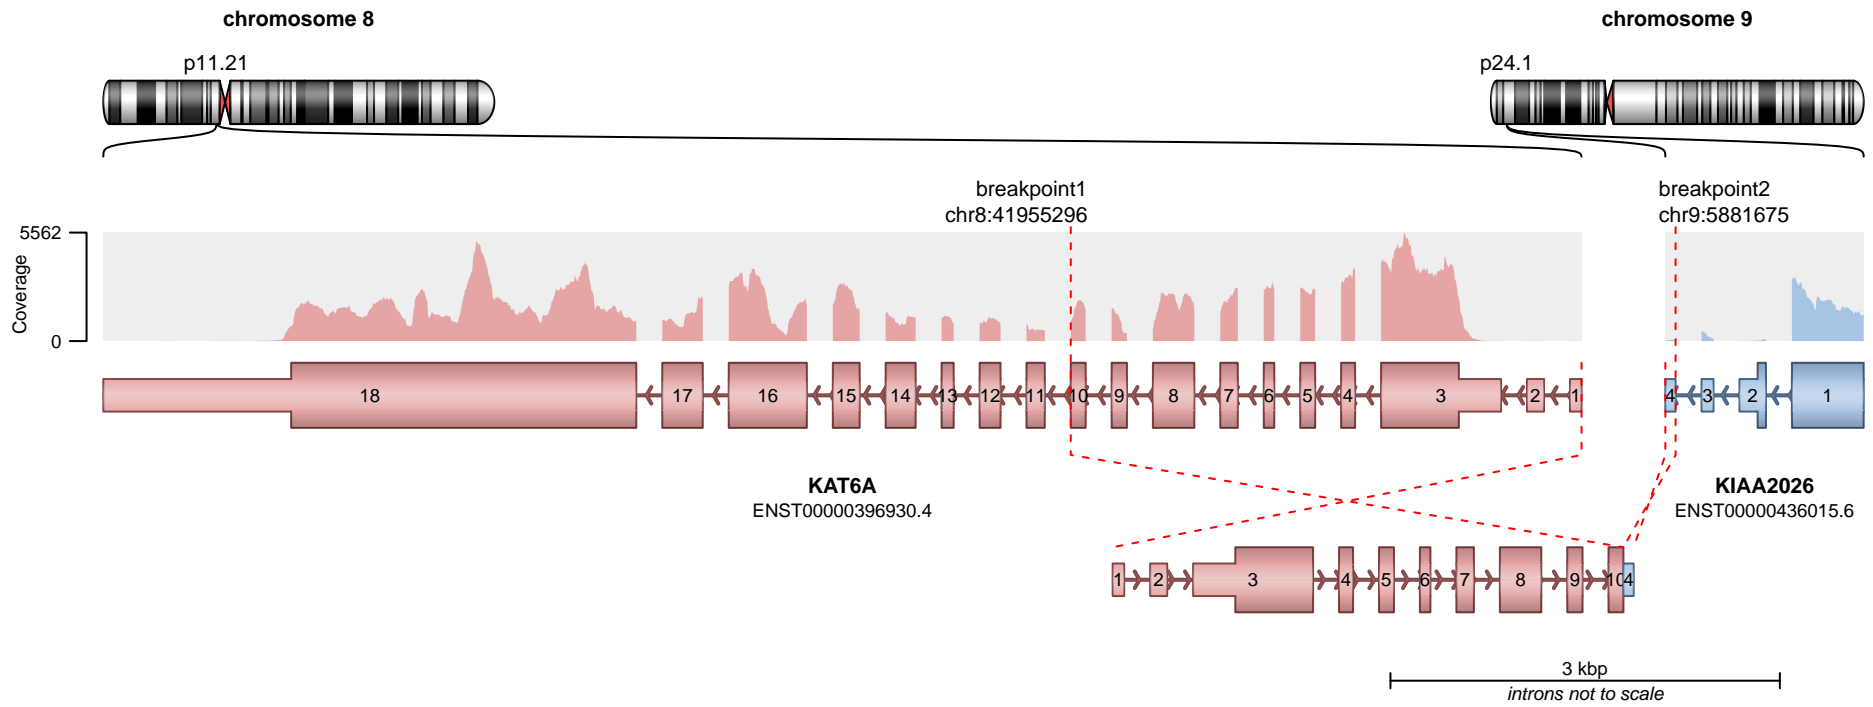 chromosome 8
chromosome 9
p11.21
p24.1
breakpoint1
chr8:41955296
breakpoint2
chr9:5881675
5562
Coverage
0
18 17 16 15 14 13 12 11 10 9 8 7 6 5 4 3 2 1
4 3 2 1
KAT6A
ENST00000396930.4
KIAA2026
ENST00000436015.6
1 2 3 4 5 6 7 8 9 10 4
3 kbp
introns not to scale